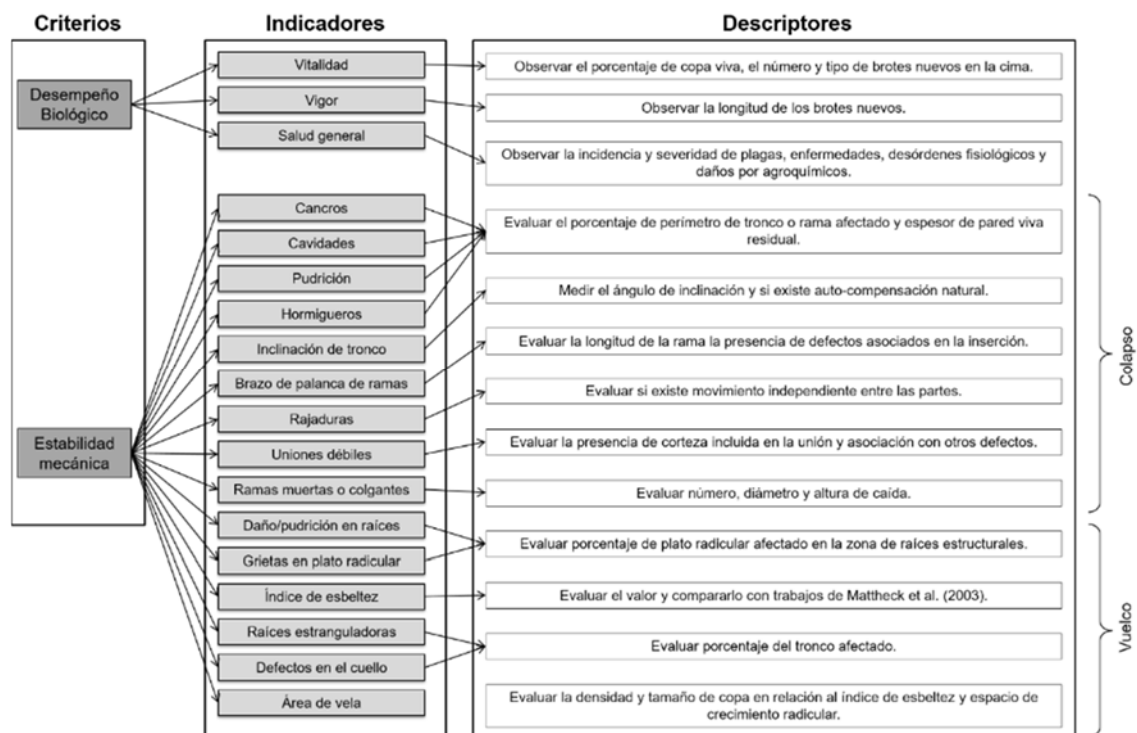 Criterios
Indicadores
Descriptores
Desempeño
Biológico
Vitalidad
Vigor
Salud general
Observar el porcentaje de copa viva, el número y tipo de brotes nuevos en la cima.
Observar la longitud de los brotes nuevos.
Observar la incidencia y severidad de plagas, enfermedades, desórdenes fisiológicos y
daños por agroquímicos.
Estabilidad
mecánica
Cancros
Cavidades
Pudrición
Hormigueros
Inclinación de tronco
Brazo de palanca de ramas
Rajaduras
Uniones débiles
Ramas muertas o colgantes
Daño/pudrición en raíces
Grietas en plato radicular
Índice de esbeltez
Raíces estranguladoras
Defectos en el cuello
Área de vela
Evaluar el porcentaje de perímetro de tronco o rama afectado y espesor de pared viva
residual.
Medir el ángulo de inclinación y si existe auto-compensación natural.
Evaluar la longitud de la rama la presencia de defectos asociados en la inserción.
Evaluar si existe movimiento independiente entre las partes.
Evaluar la presencia de corteza incluida en la unión y asociación con otros defectos.
Evaluar número, diámetro y altura de caída.
Evaluar porcentaje de plato radicular afectado en la zona de raíces estructurales.
Evaluar el valor y compararlo con trabajos de Mattheck et al. (2003).
Evaluar porcentaje del tronco afectado.
Evaluar la densidad y tamaño de copa en relación al índice de esbeltez y espacio de
crecimiento radicular.
Colapso
Vuelco